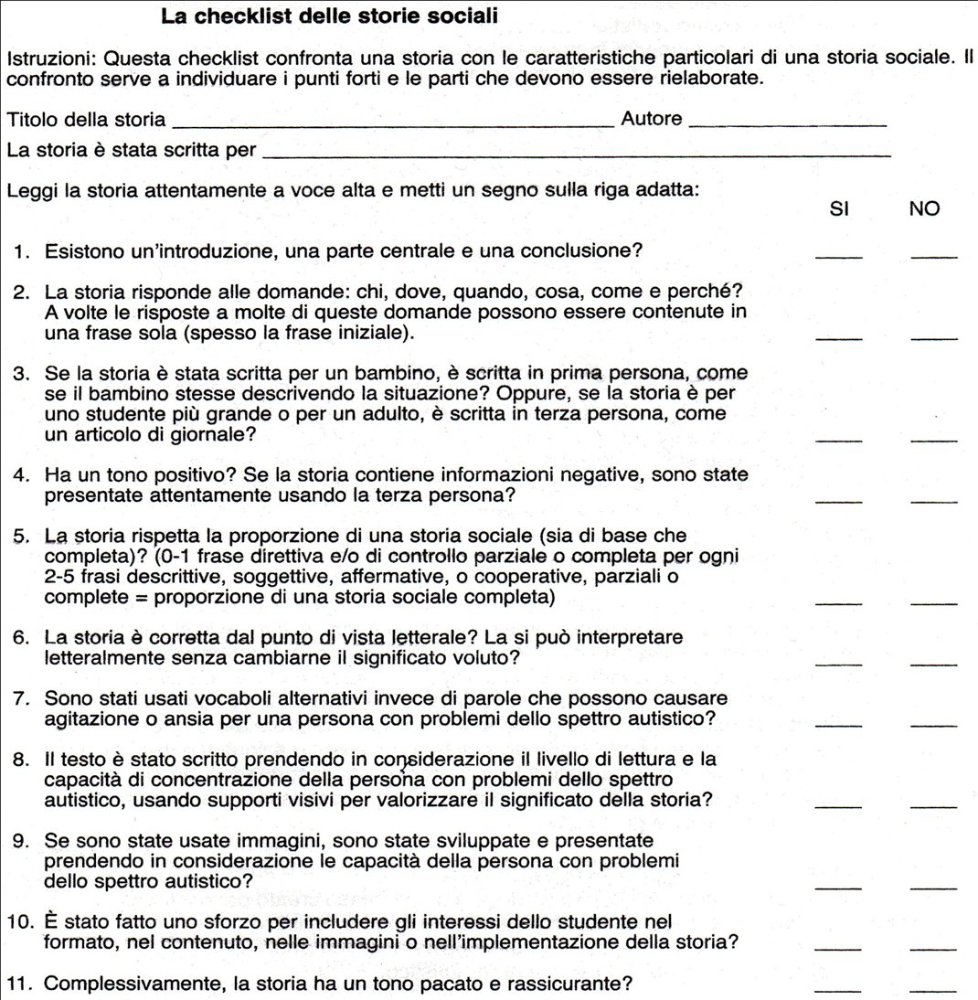 La checklist delle storie sociali
Istruzioni: Questa checklist confronta una storia con le caratteristiche particolari di una storia sociale. Il
confronto serve a individuare i punti forti e le parti che devono essere rielaborate.
Titolo della storia ________________________________________ Autore __________________
La storia è stata scritta per _________________________________________________________
Leggi la storia attentamente a voce alta e metti un segno sulla riga adatta:
SI NO
1. Esistono un'introduzione, una parte centrale e una conclusione? ____ ____
2. La storia risponde alle domande: chi, dove, quando, cosa, come e perché?
A volte le risposte a molte di queste domande possono essere contenute in
una frase sola (spesso la frase iniziale). ____ ____
3. Se la storia è stata scritta per un bambino, è scritta in prima persona, come
se il bambino stesse descrivendo la situazione? Oppure, se la storia è per
uno studente più grande o per un adulto, è scritta in terza persona, come
un articolo di giornale? ____ ____
4. Ha un tono positivo? Se la storia contiene informazioni negative, sono state
presentate attentamente usando la terza persona? ____ ____
5. La storia rispetta la proporzione di una storia sociale (sia di base che
completa)? (0-1 frase direttiva e/o di controllo parziale o completa per ogni
2-5 frasi descrittive, soggettive, affermative, o cooperative, parziali o
complete = proporzione di una storia sociale completa) ____ ____
6. La storia è corretta dal punto di vista letterale? La si può interpretare
letteralmente senza cambiarne il significato voluto? ____ ____
7. Sono stati usati vocaboli alternativi invece di parole che possono causare
agitazione o ansia per una persona con problemi dello spettro autistico? ____ ____
8. Il testo è stato scritto prendendo in considerazione il livello di lettura e la
capacità di concentrazione della persona con problemi dello spettro
autistico, usando supporti visivi per valorizzare il significato della storia? ____ ____
9. Se sono state usate immagini, sono state sviluppate e presentate
prendendo in considerazione le capacità della persona con problemi
dello spettro autistico? ____ ____
10. È stato fatto uno sforzo per includere gli interessi dello studente nel
formato, nel contenuto, nelle immagini o nell'implementazione della storia? ____ ____
11. Complessivamente, la storia ha un tono pacato e rassicurante? ____ ____